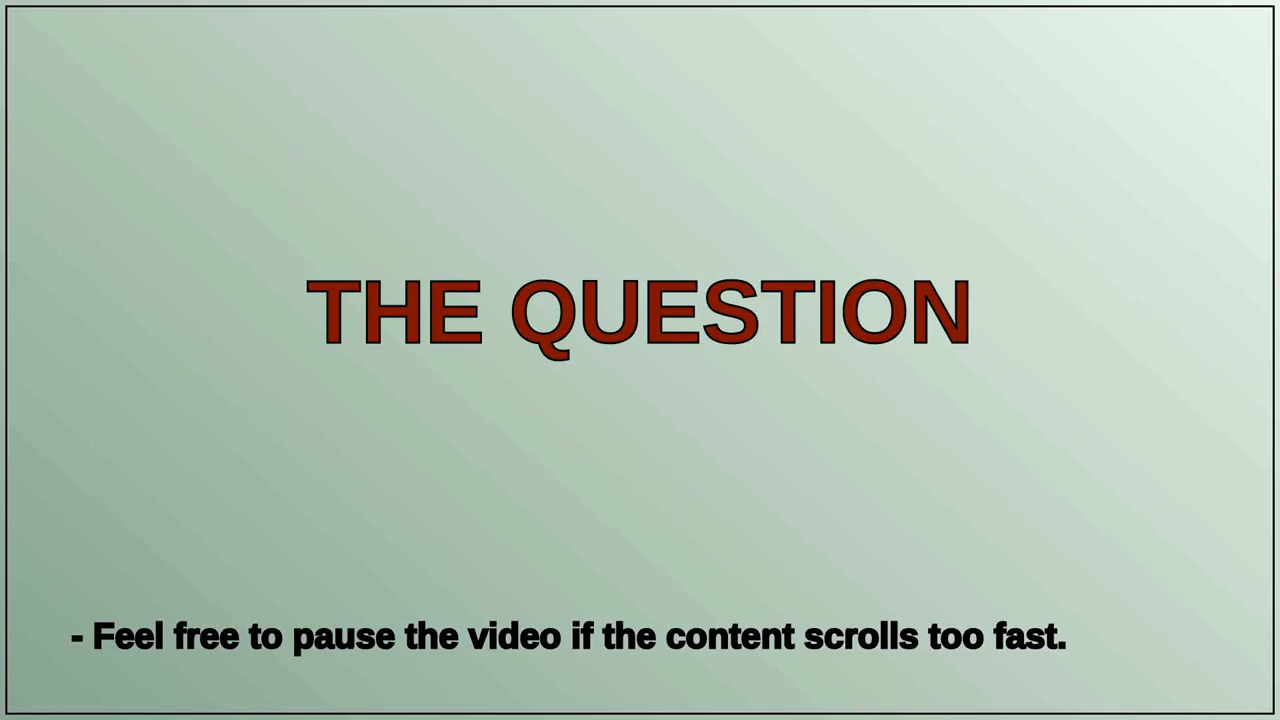 THE QUESTION
- Feel free to pause the video if the content scrolls too fast.